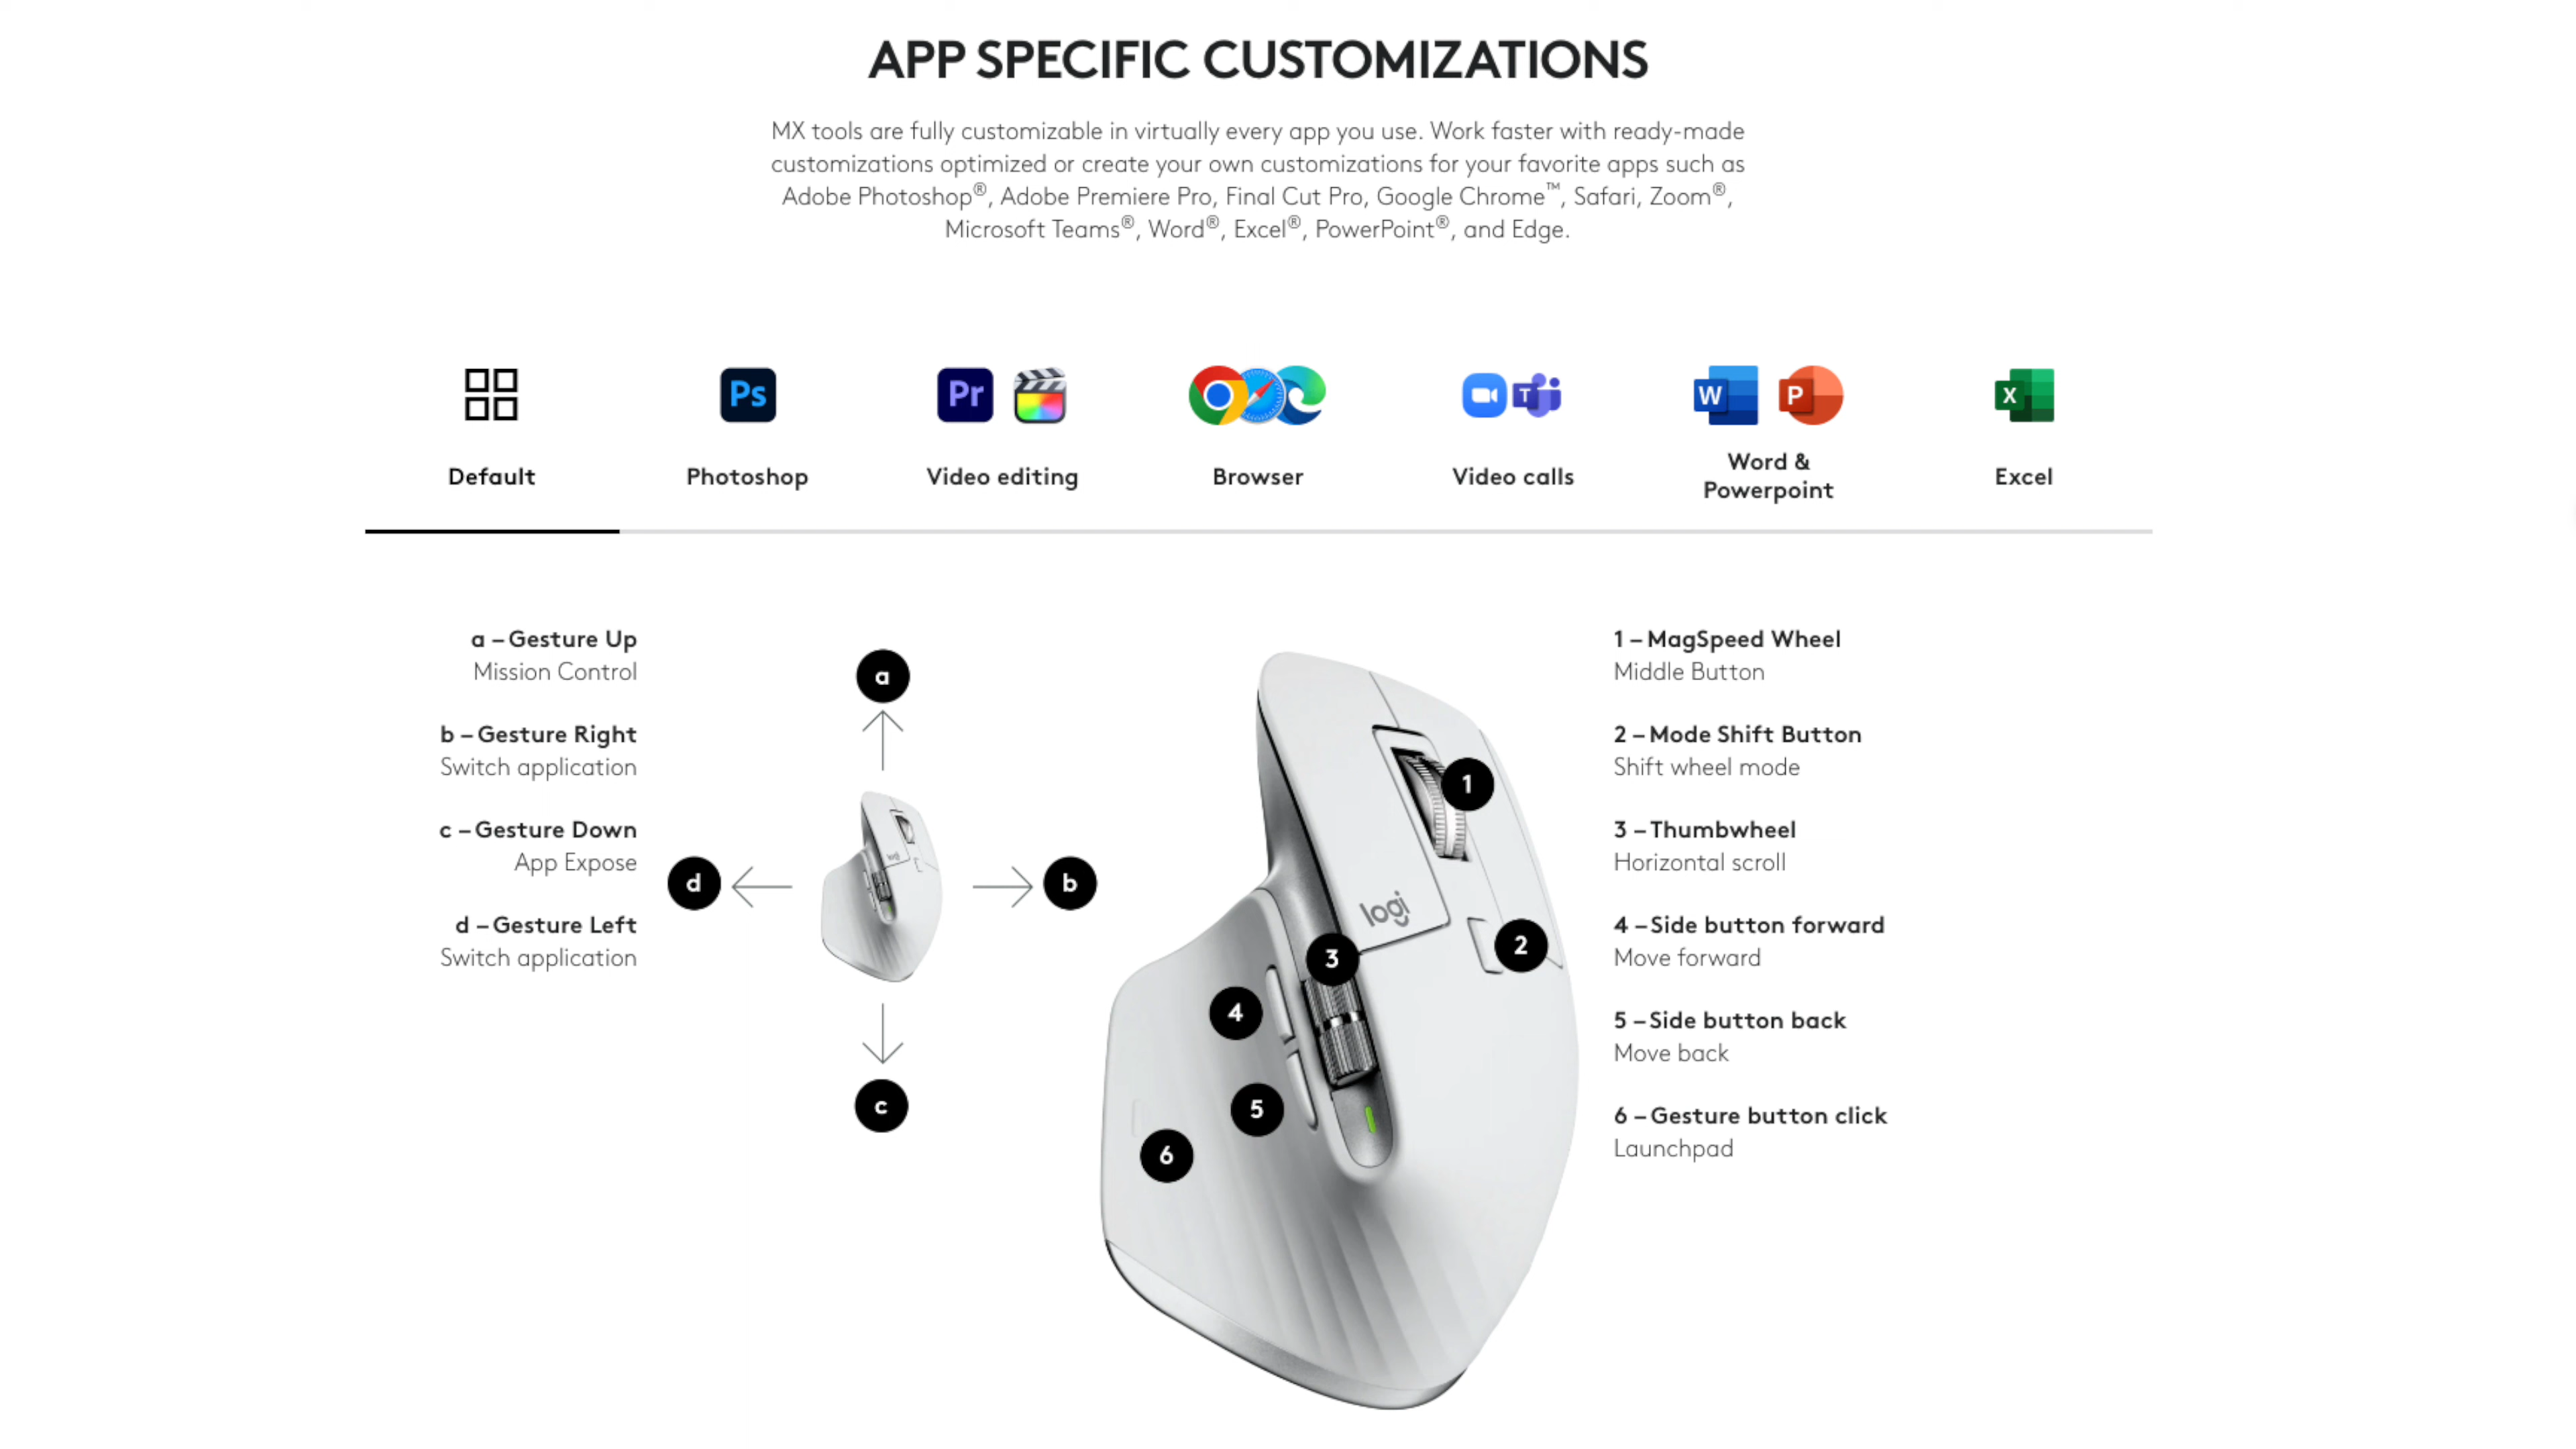 APP SPECIFIC CUSTOMIZATIONS
MX tools are fully customizable in virtually every app you use. Work faster with ready-made
customizations optimized or create your own customizations for your favorite apps such as
Adobe Photoshop®, Adobe Premiere Pro, Final Cut Pro, Google Chrome™, Safari, Zoom®,
Microsoft Teams®, Word®, Excel®, PowerPoint®, and Edge.
Ps
Pr
T
W
P
X
Default
Photoshop
Video editing
Browser
Video calls
Word &
Powerpoint
Excel
a – Gesture Up
Mission Control
b – Gesture Right
Switch application
c – Gesture Down
App Expose
d – Gesture Left
Switch application
a
d
b
c
logi
1
logi
2
3
4
5
6
1 – MagSpeed Wheel
Middle Button
2 – Mode Shift Button
Shift wheel mode
3 – Thumbwheel
Horizontal scroll
4 – Side button forward
Move forward
5 – Side button back
Move back
6 – Gesture button click
Launchpad